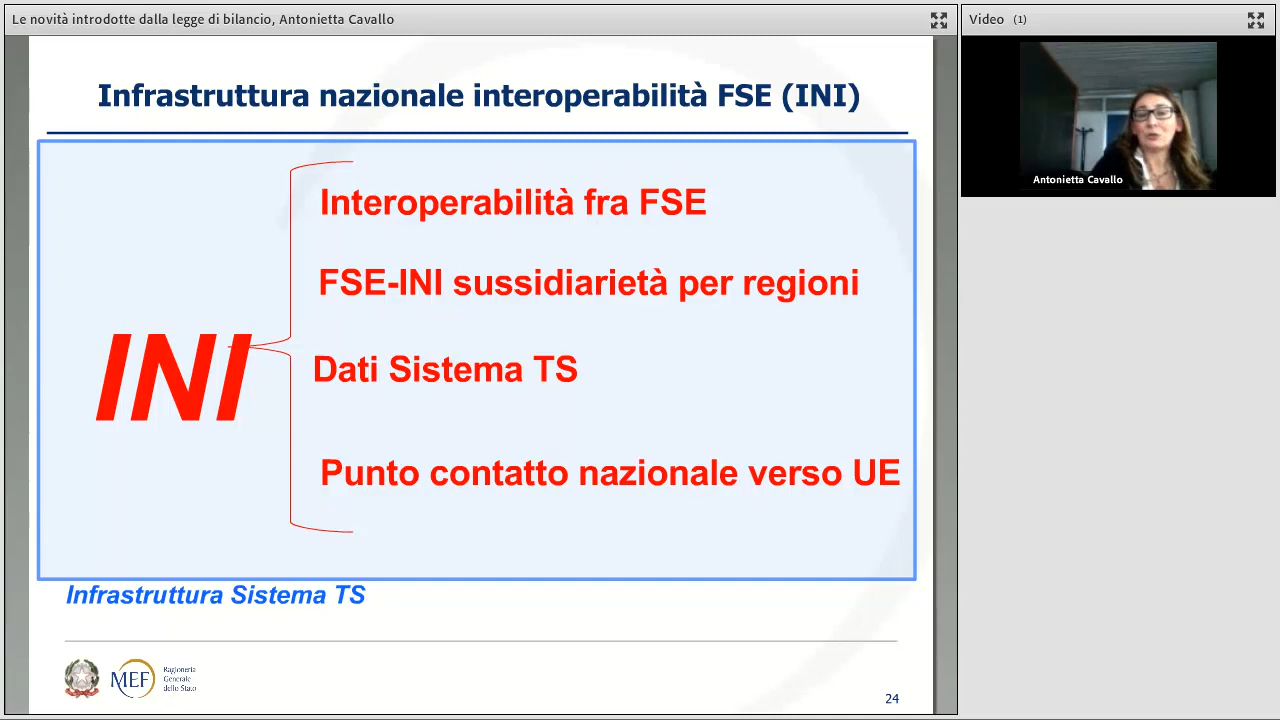 Le novità introdotte dalla legge di bilancio, Antonietta Cavallo
Video (1)
Infrastruttura nazionale interoperabilità FSE (INI)
Interoperabilità fra FSE
FSE-INI sussidiarietà per regioni
INI
Dati Sistema TS
Punto contatto nazionale verso UE
Infrastruttura Sistema TS
MEF
Ragioneria
Generale
dello Stato
24
Antonietta Cavallo